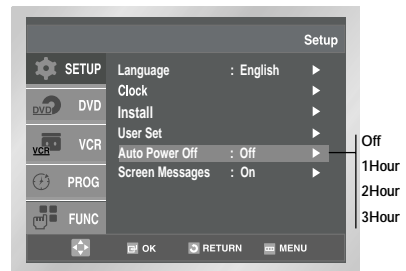 Setup
SETUP
DVD
DVD
VCR
VCR
PROG
FUNC
Language : English
Clock
Install
User Set
Auto Power Off : Off
Screen Messages : On
OK RETURN MENU
Off
1Hour
2Hour
3Hour